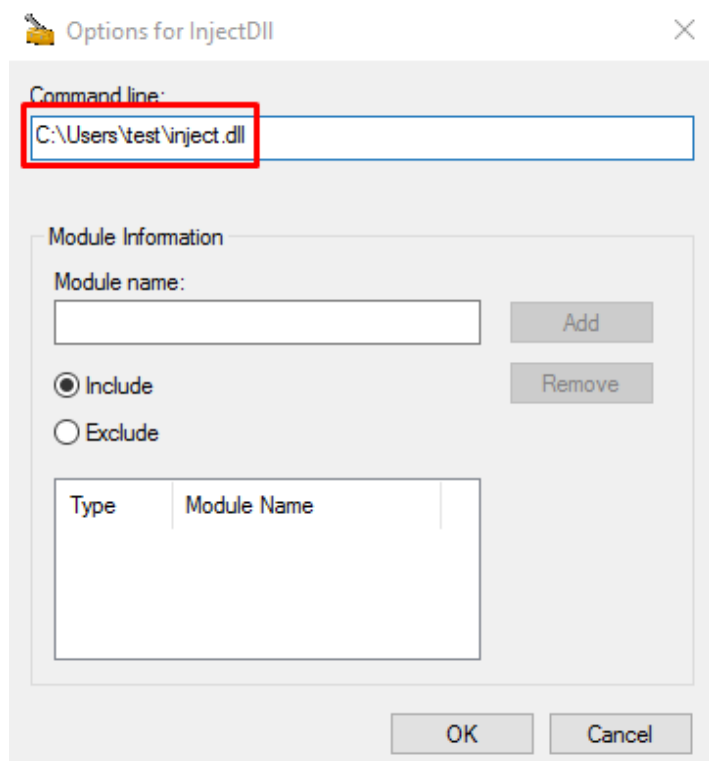 Options for InjectDll
Command line:
C:\Users\test\inject.dll
Module Information
Module name:
Add
Include
Remove
Exclude
Type Module Name
OK Cancel